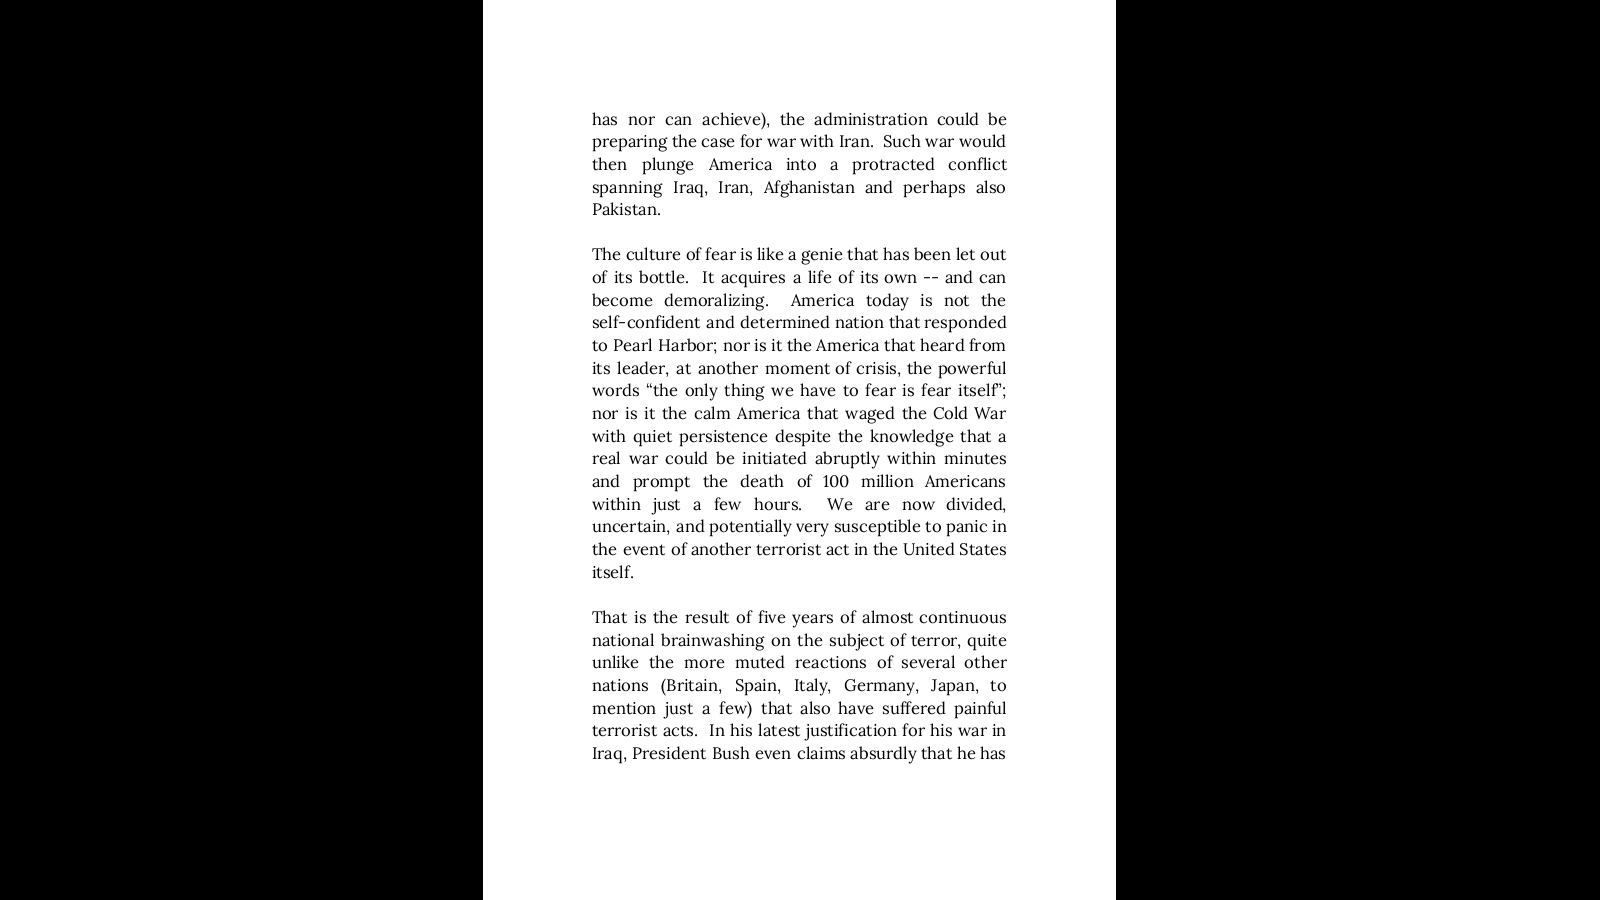 has nor can achieve), the administration could be
preparing the case for war with Iran.  Such war would
then plunge America into a protracted conflict
spanning Iraq, Iran, Afghanistan and perhaps also
Pakistan.
The culture of fear is like a genie that has been let out
of its bottle.  It acquires a life of its own -- and can
become demoralizing.  America today is not the
self-confident and determined nation that responded
to Pearl Harbor; nor is it the America that heard from
its leader, at another moment of crisis, the powerful
words “the only thing we have to fear is fear itself”;
nor is it the calm America that waged the Cold War
with quiet persistence despite the knowledge that a
real war could be initiated abruptly within minutes
and prompt the death of 100 million Americans
within just a few hours.  We are now divided,
uncertain, and potentially very susceptible to panic in
the event of another terrorist act in the United States
itself.
That is the result of five years of almost continuous
national brainwashing on the subject of terror, quite
unlike the more muted reactions of several other
nations (Britain, Spain, Italy, Germany, Japan, to
mention just a few) that also have suffered painful
terrorist acts.  In his latest justification for his war in
Iraq, President Bush even claims absurdly that he has